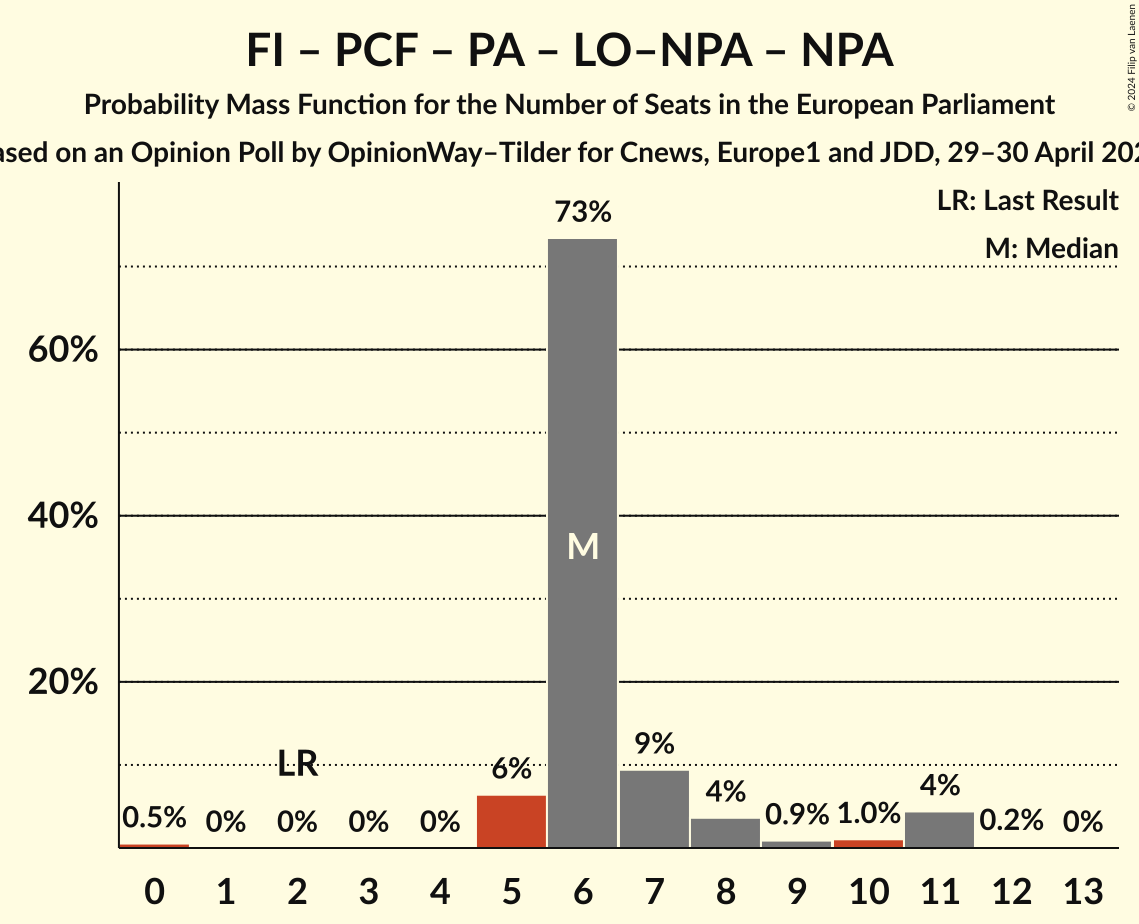 FI – PCF – PA – LO–NPA – NPA
Probability Mass Function for the Number of Seats in the European Parliament
on an Opinion Poll by OpinionWay–Tilder for Cnews, Europe1 and JDD, 29–30 April
© 2024 Filip van Laenen
LR: Last Result
M: Median
73%
60%
40%
M
20%
9%
LR
6%
4%
4%
0.5% 0% 0% 0% 0% 0.9% 1.0% 0.2% 0%
0 1 2 3 4 5 6 7 8 9 10 11 12 13